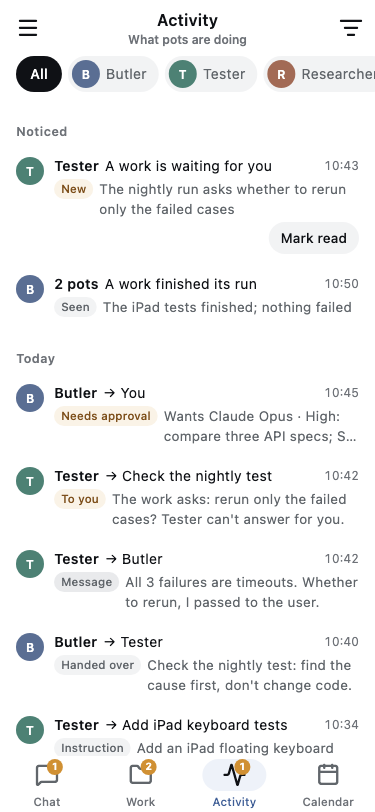 Activity
What pots are doing
All
B Butler
T Tester
R Researcher
Noticed
T
Tester A work is waiting for you 10:43
New The nightly run asks whether to rerun
only the failed cases
Mark read
B
2 pots A work finished its run 10:50
Seen The iPad tests finished; nothing failed
Today
B
Butler → You 10:45
Needs approval Wants Claude Opus · High:
compare three API specs; S...
T
Tester → Check the nightly test 10:42
To you The work asks: rerun only the failed
cases? Tester can't answer for you.
T
Tester → Butler 10:42
Message All 3 failures are timeouts. Whether
to rerun, I passed to the user.
B
Butler → Tester 10:40
Handed over Check the nightly test: find the
cause first, don't change code.
T
Tester → Add iPad keyboard tests 10:34
Instruction Add an iPad floating keyboard
1 2 1
Chat Work Activity Calendar